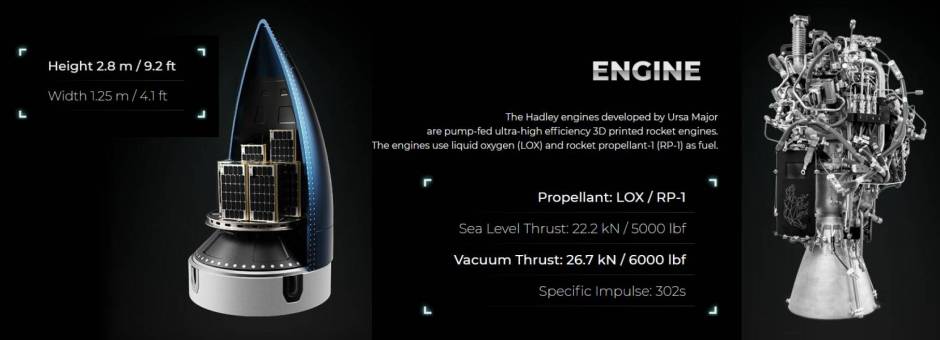 Height 2.8 m / 9.2 ft
Width 1.25 m / 4.1 ft
ENGINE
The Hadley engines developed by Ursa Major
are pump-fed ultra-high efficiency 3D printed rocket engines.
The engines use liquid oxygen (LOX) and rocket propellant-1 (RP-1) as fuel.
Propellant: LOX / RP-1
Sea Level Thrust: 22.2 kN / 5000 lbf
Vacuum Thrust: 26.7 kN / 6000 lbf
Specific Impulse: 302s